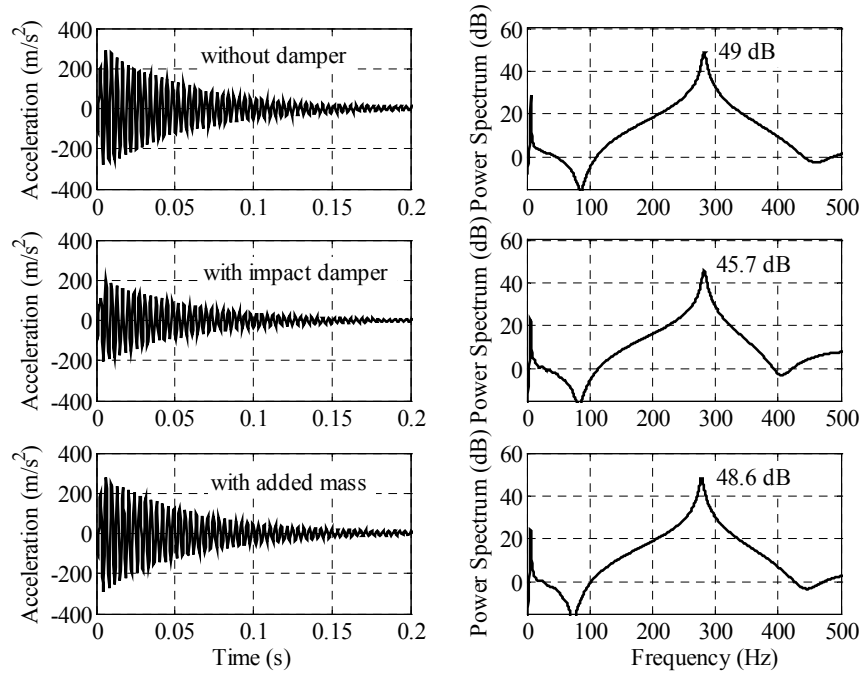 Acceleration (m/s²)
400
200
0
-200
-400
without damper
0 0.05 0.1 0.15 0.2
Power Spectrum (dB)
60
40
20
0
49 dB
0 100 200 300 400 500
Acceleration (m/s²)
400
200
0
-200
-400
with impact damper
0 0.05 0.1 0.15 0.2
Power Spectrum (dB)
60
40
20
0
45.7 dB
0 100 200 300 400 500
Acceleration (m/s²)
400
200
0
-200
-400
with added mass
0 0.05 0.1 0.15 0.2
Time (s)
Power Spectrum (dB)
60
40
20
0
48.6 dB
0 100 200 300 400 500
Frequency (Hz)